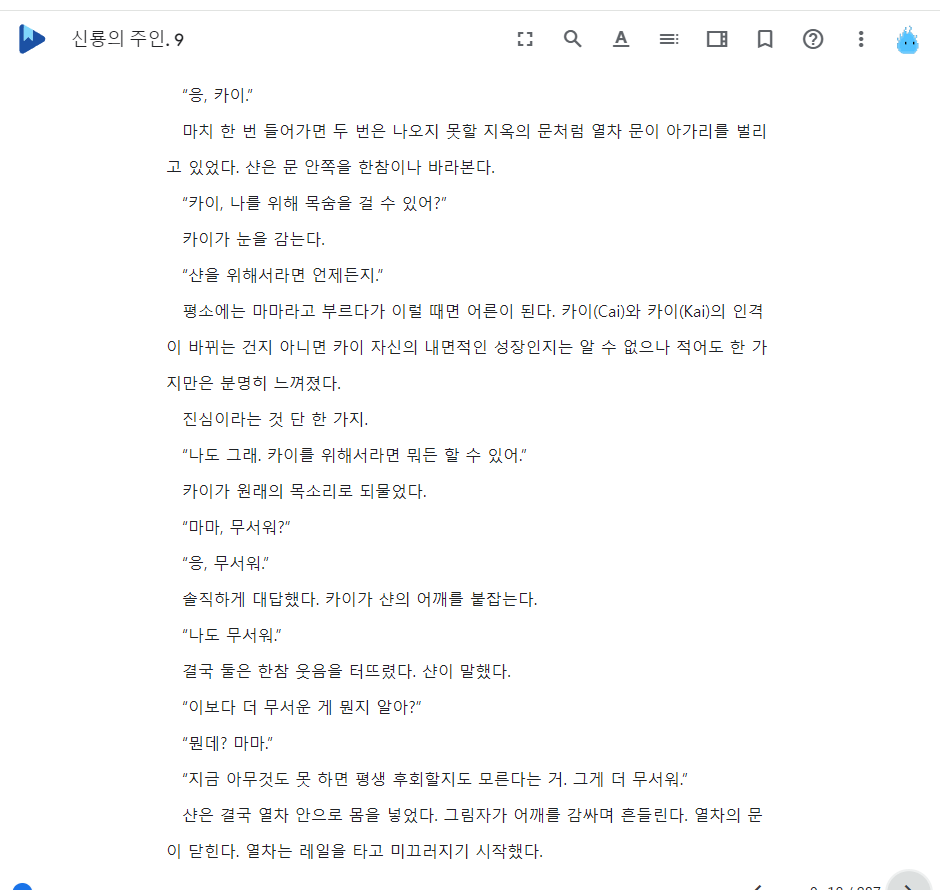 신룡의 주인. 9
“응, 카이.”
마치 한 번 들어가면 두 번은 나오지 못할 지옥의 문처럼 열차 문이 아가리를 벌리
고 있었다. 샨은 문 안쪽을 한참이나 바라본다.
“카이, 나를 위해 목숨을 걸 수 있어?”
카이가 눈을 감는다.
“샨을 위해서라면 언제든지.”
평소에는 마마라고 부르다가 이럴 때면 어른이 된다. 카이(Cai)와 카이(Kai)의 인격
이 바뀌는 건지 아니면 카이 자신의 내면적인 성장인지는 알 수 없으나 적어도 한 가
지만은 분명히 느껴졌다.
진심이라는 것 단 한 가지.
“나도 그래. 카이를 위해서라면 뭐든 할 수 있어.”
카이가 원래의 목소리로 되물었다.
“마마, 무서워?”
“응, 무서워.”
솔직하게 대답했다. 카이가 샨의 어깨를 붙잡는다.
“나도 무서워.”
결국 둘은 한참 웃음을 터뜨렸다. 샨이 말했다.
“이보다 더 무서운 게 뭔지 알아?”
“뭔데? 마마.”
“지금 아무것도 못 하면 평생 후회할지도 모른다는 거. 그게 더 무서워.”
샨은 결국 열차 안으로 몸을 넣었다. 그림자가 어깨를 감싸며 흔들린다. 열차의 문
이 닫힌다. 열차는 레일을 타고 미끄러지기 시작했다.